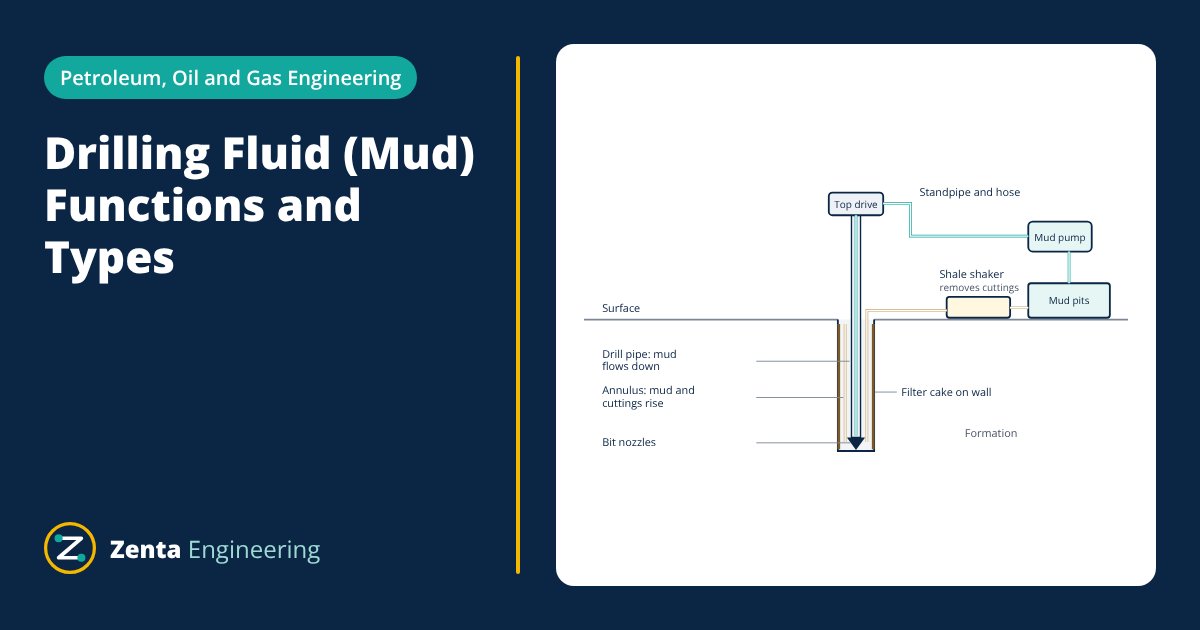 Petroleum, Oil and Gas Engineering
Drilling Fluid (Mud)
Functions and
Types
Zenta Engineering
Top drive
Standpipe and hose
Mud pump
Shale shaker
removes cuttings
Mud pits
Surface
Drill pipe: mud
flows down
Annulus: mud and
cuttings rise
Filter cake on wall
Formation
Bit nozzles